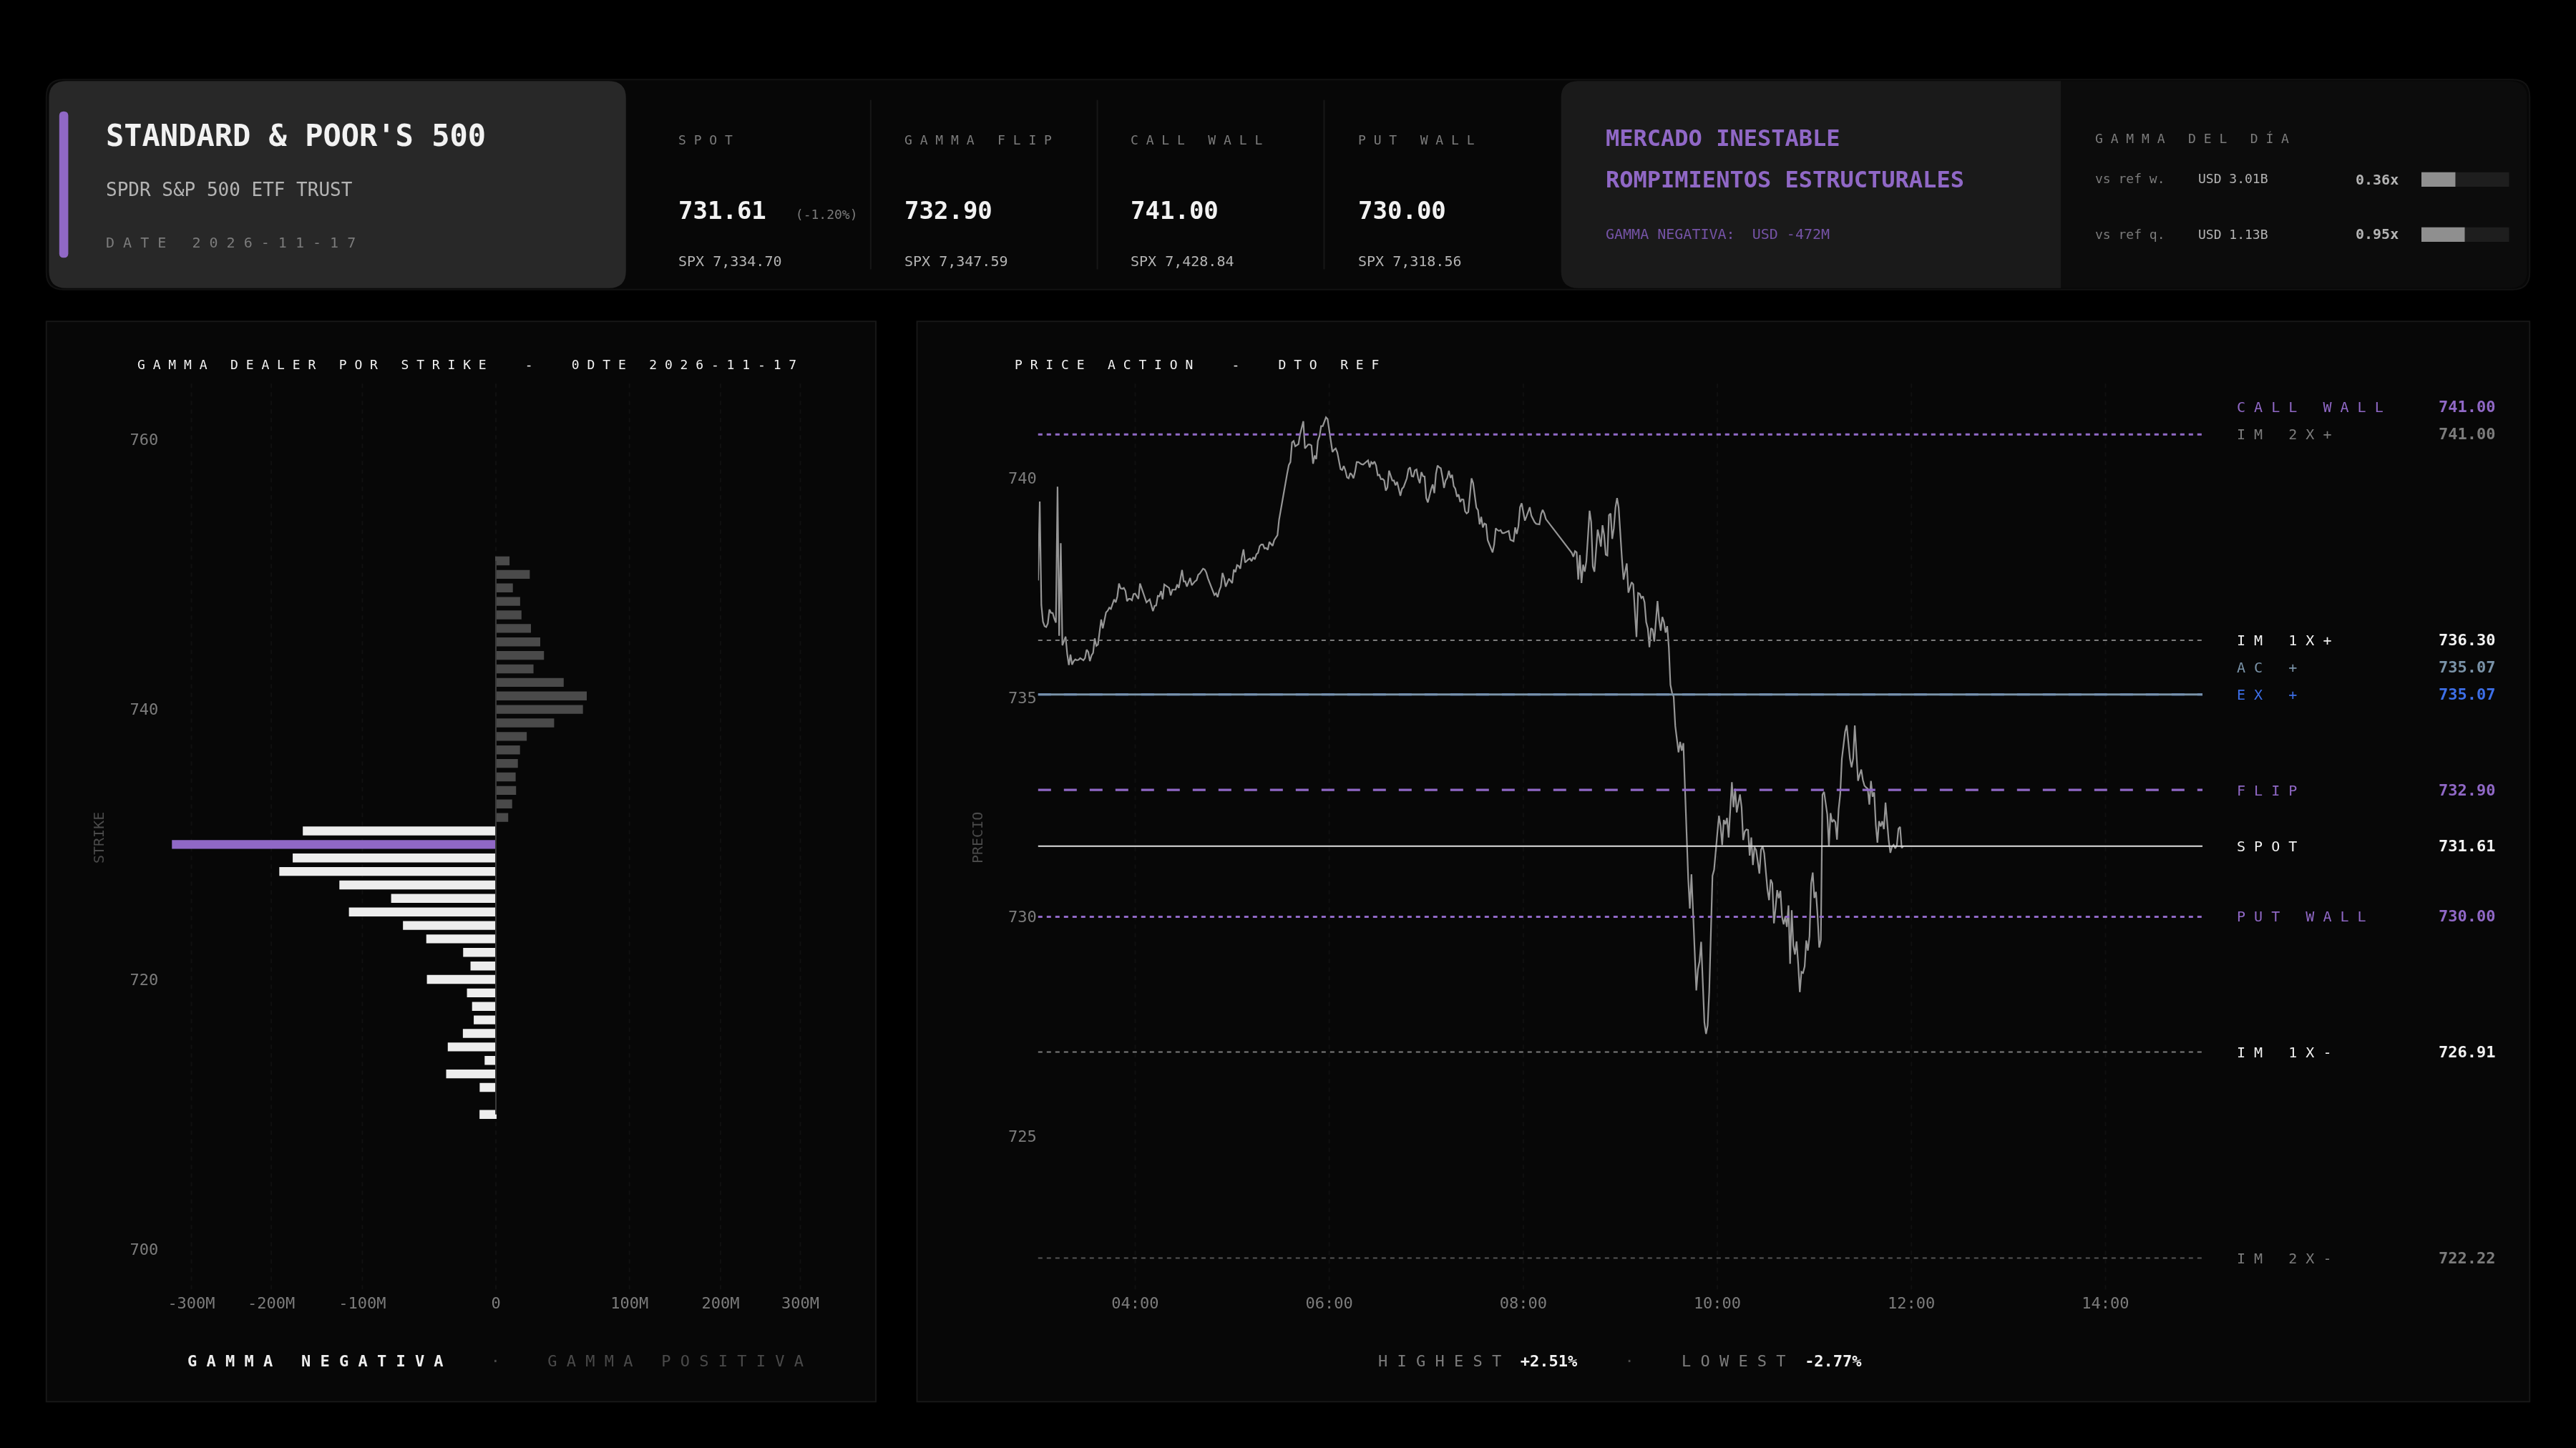 STANDARD & POOR'S 500
SPDR S&P 500 ETF TRUST
DATE 2026-11-17
SPOT
731.61 (-1.20%)
SPX 7,334.70
GAMMA FLIP
732.90
SPX 7,347.59
CALL WALL
741.00
SPX 7,428.84
PUT WALL
730.00
SPX 7,318.56
MERCADO INESTABLE
ROMPIMIENTOS ESTRUCTURALES
GAMMA NEGATIVA: USD -472M
GAMMA DEL DÍA
vs ref w. USD 3.01B 0.36x
vs ref q. USD 1.13B 0.95x
GAMMA DEALER POR STRIKE - 0DTE 2026-11-17
760
740
720
700
STRIKE
-300M -200M -100M 0 100M 200M 300M
GAMMA NEGATIVA · GAMMA POSITIVA
PRICE ACTION - DTO REF
740
735
730
725
PRECIO
04:00 06:00 08:00 10:00 12:00 14:00
CALL WALL 741.00
IM 2X+ 741.00
IM 1X+ 736.30
AC + 735.07
EX + 735.07
FLIP 732.90
SPOT 731.61
PUT WALL 730.00
IM 1X- 726.91
IM 2X- 722.22
HIGHEST +2.51% · LOWEST -2.77%